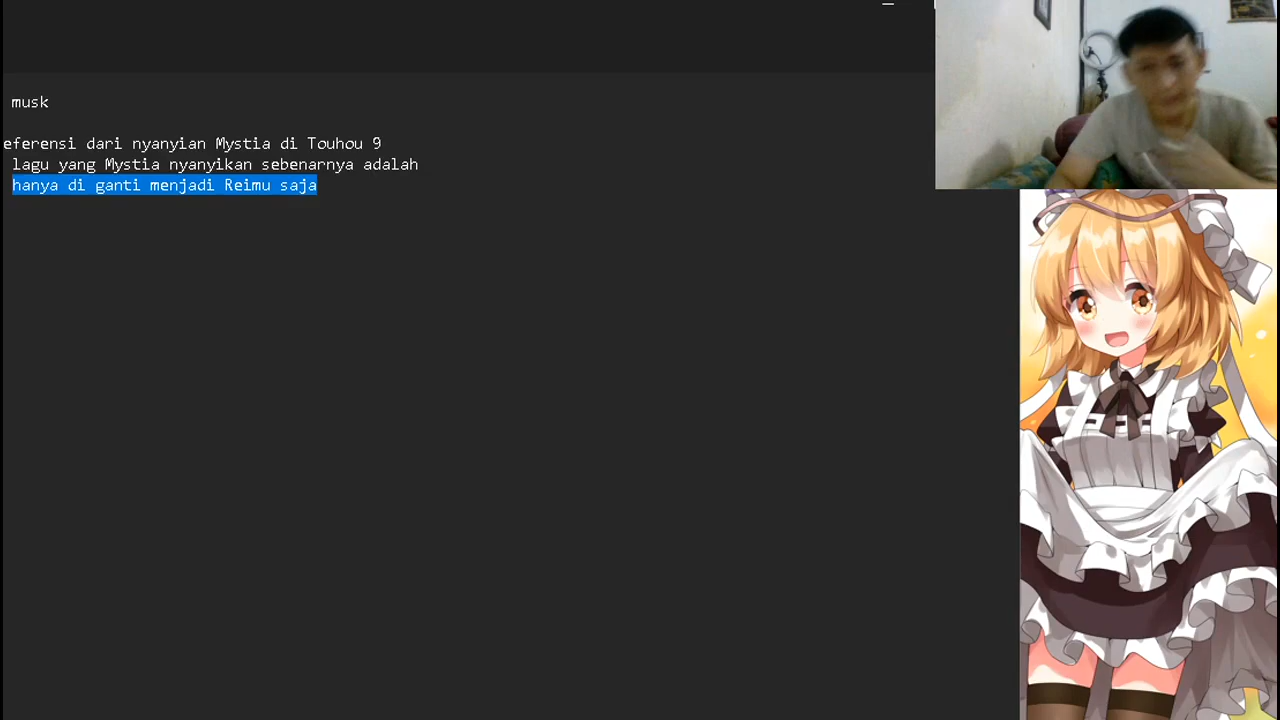 musk
eferensi dari nyanyian Mystia di Touhou 9
lagu yang Mystia nyanyikan sebenarnya adalah
hanya di ganti menjadi Reimu saja